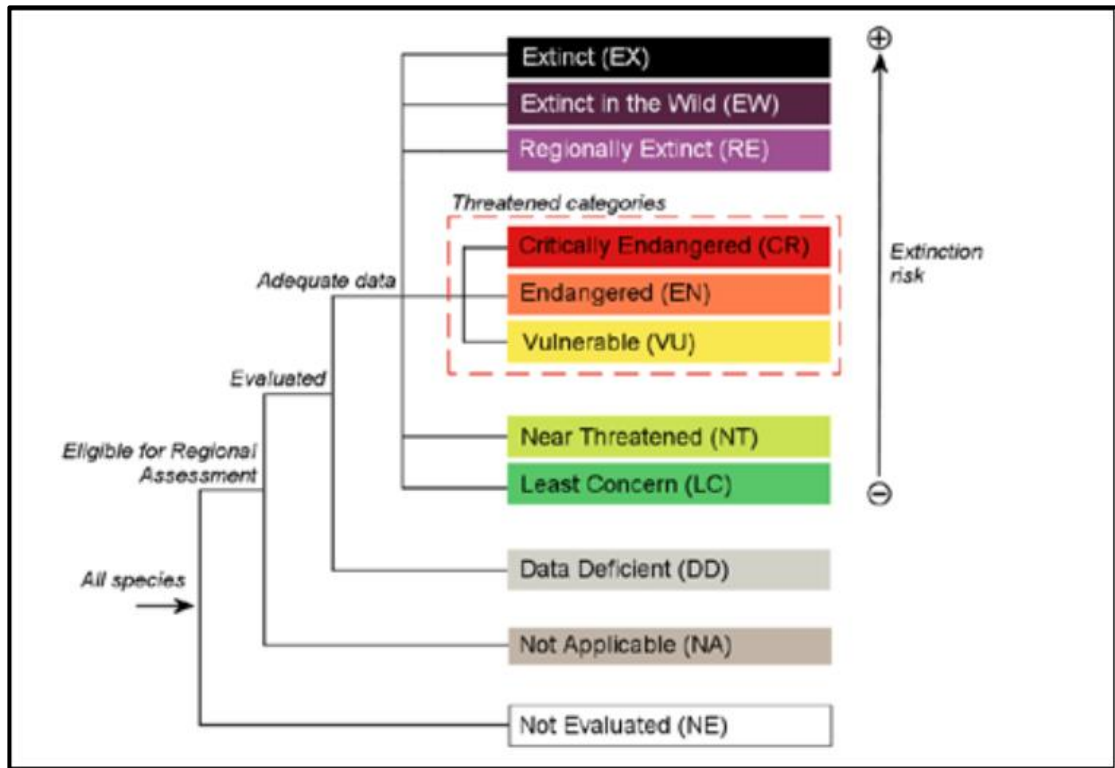 Extinct (EX)
Extinct in the Wild (EW)
Regionally Extinct (RE)
Threatened categories
Critically Endangered (CR)
Extinction
risk
Adequate data
Endangered (EN)
Vulnerable (VU)
Evaluated
Near Threatened (NT)
Eligible for Regional
Assessment
Least Concern (LC)
Data Deficient (DD)
All species
Not Applicable (NA)
Not Evaluated (NE)